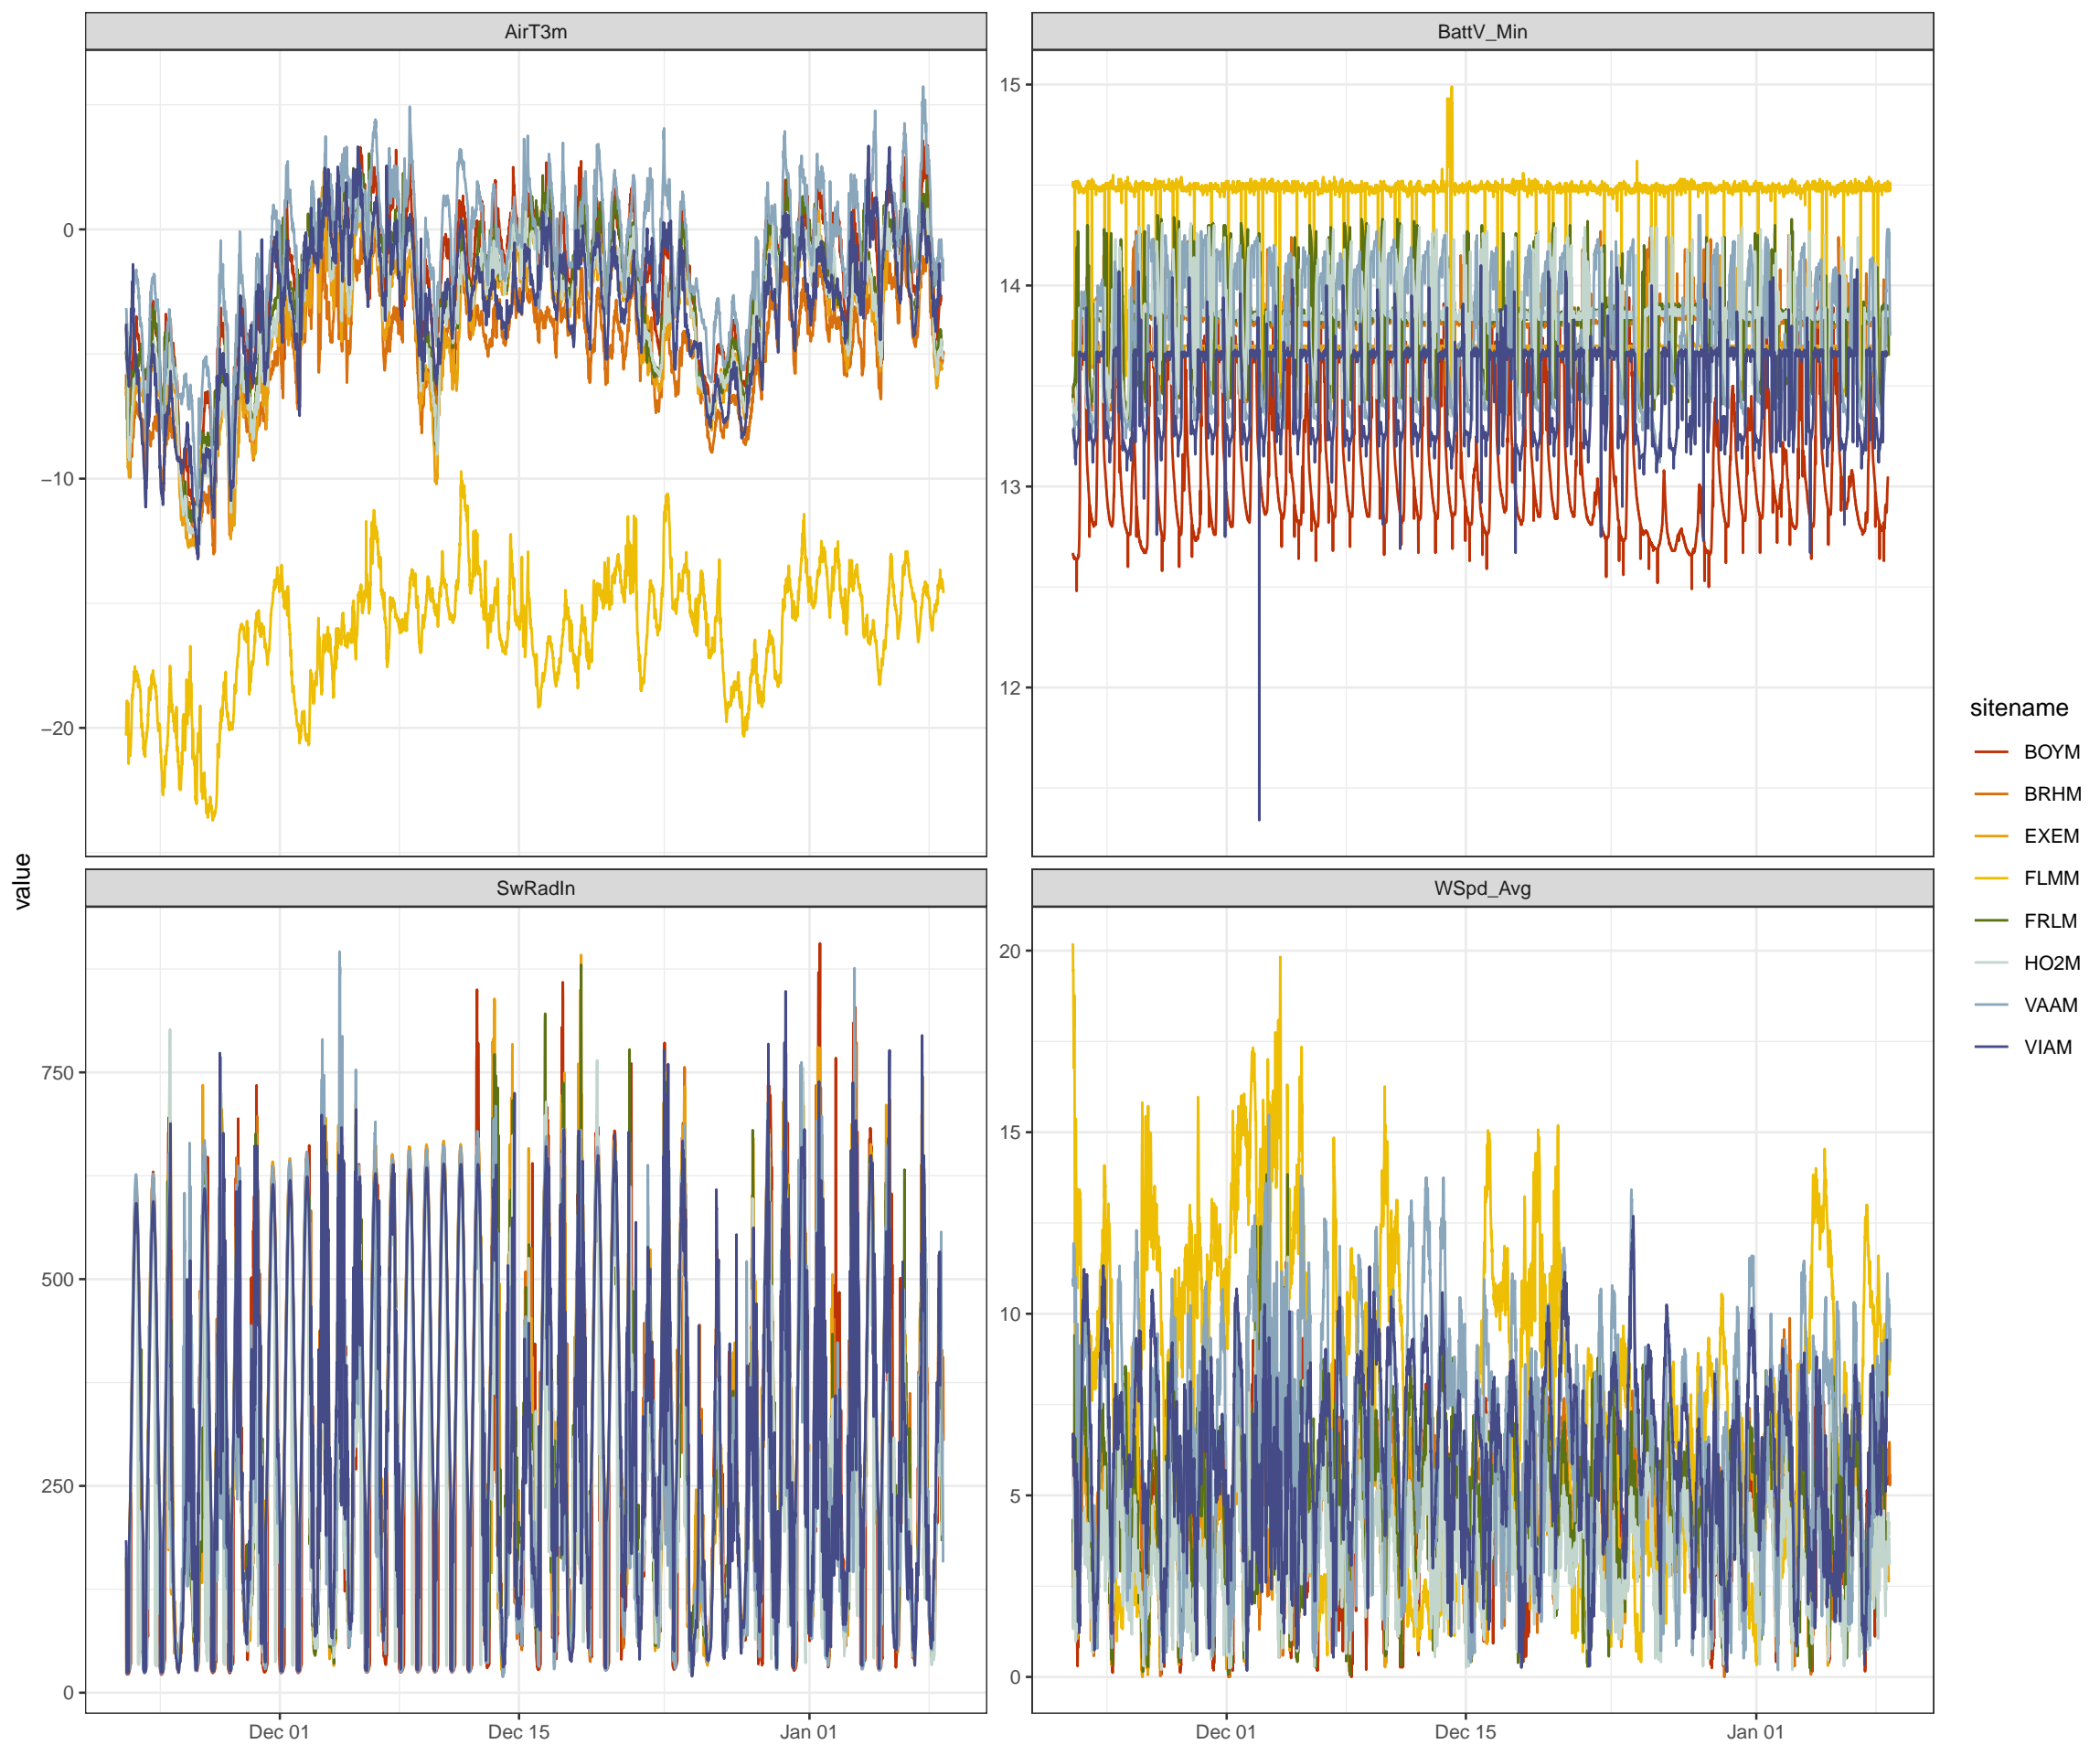 AirT3m
BattV_Min
0
−10
−20
15
14
13
12
value
SwRadIn
WSpd_Avg
750
500
250
0
20
15
10
5
0
Dec 01
Dec 15
Jan 01
Dec 01
Dec 15
Jan 01
sitename
BOYM
BRHM
EXEM
FLMM
FRLM
HO2M
VAAM
VIAM